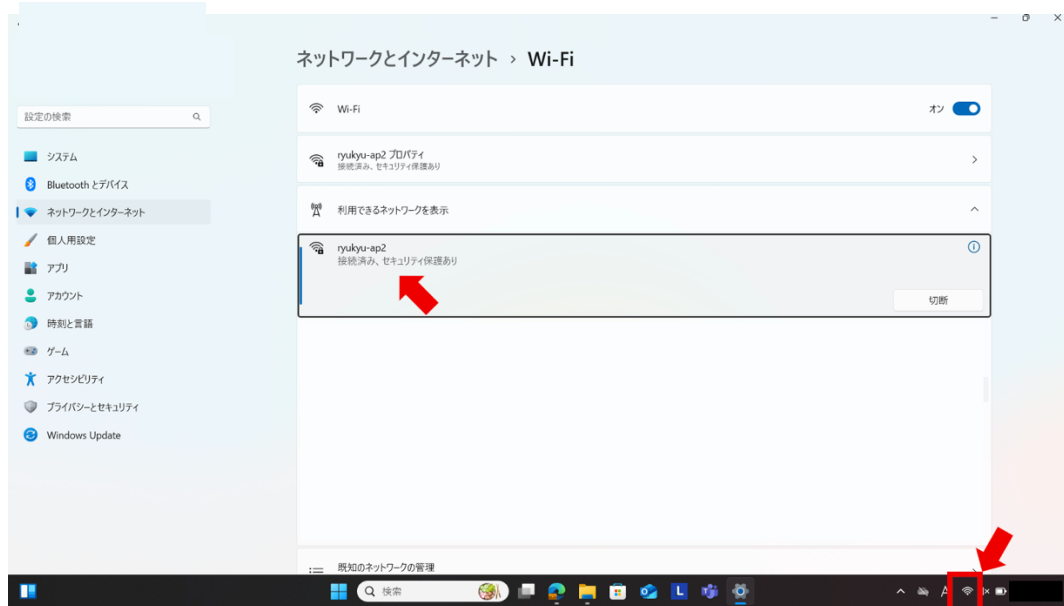 ネットワークとインターネット › Wi-Fi
設定の検索
システム
Bluetooth とデバイス
ネットワークとインターネット
個人用設定
アプリ
アカウント
時刻と言語
ゲーム
アクセシビリティ
プライバシーとセキュリティ
Windows Update
Wi-Fi
オン
ryukyu-ap2 プロパティ
接続済み、セキュリティ保護あり
利用できるネットワークを表示
ryukyu-ap2
接続済み、セキュリティ保護あり
切断
既知のネットワークの管理
検索
L
A